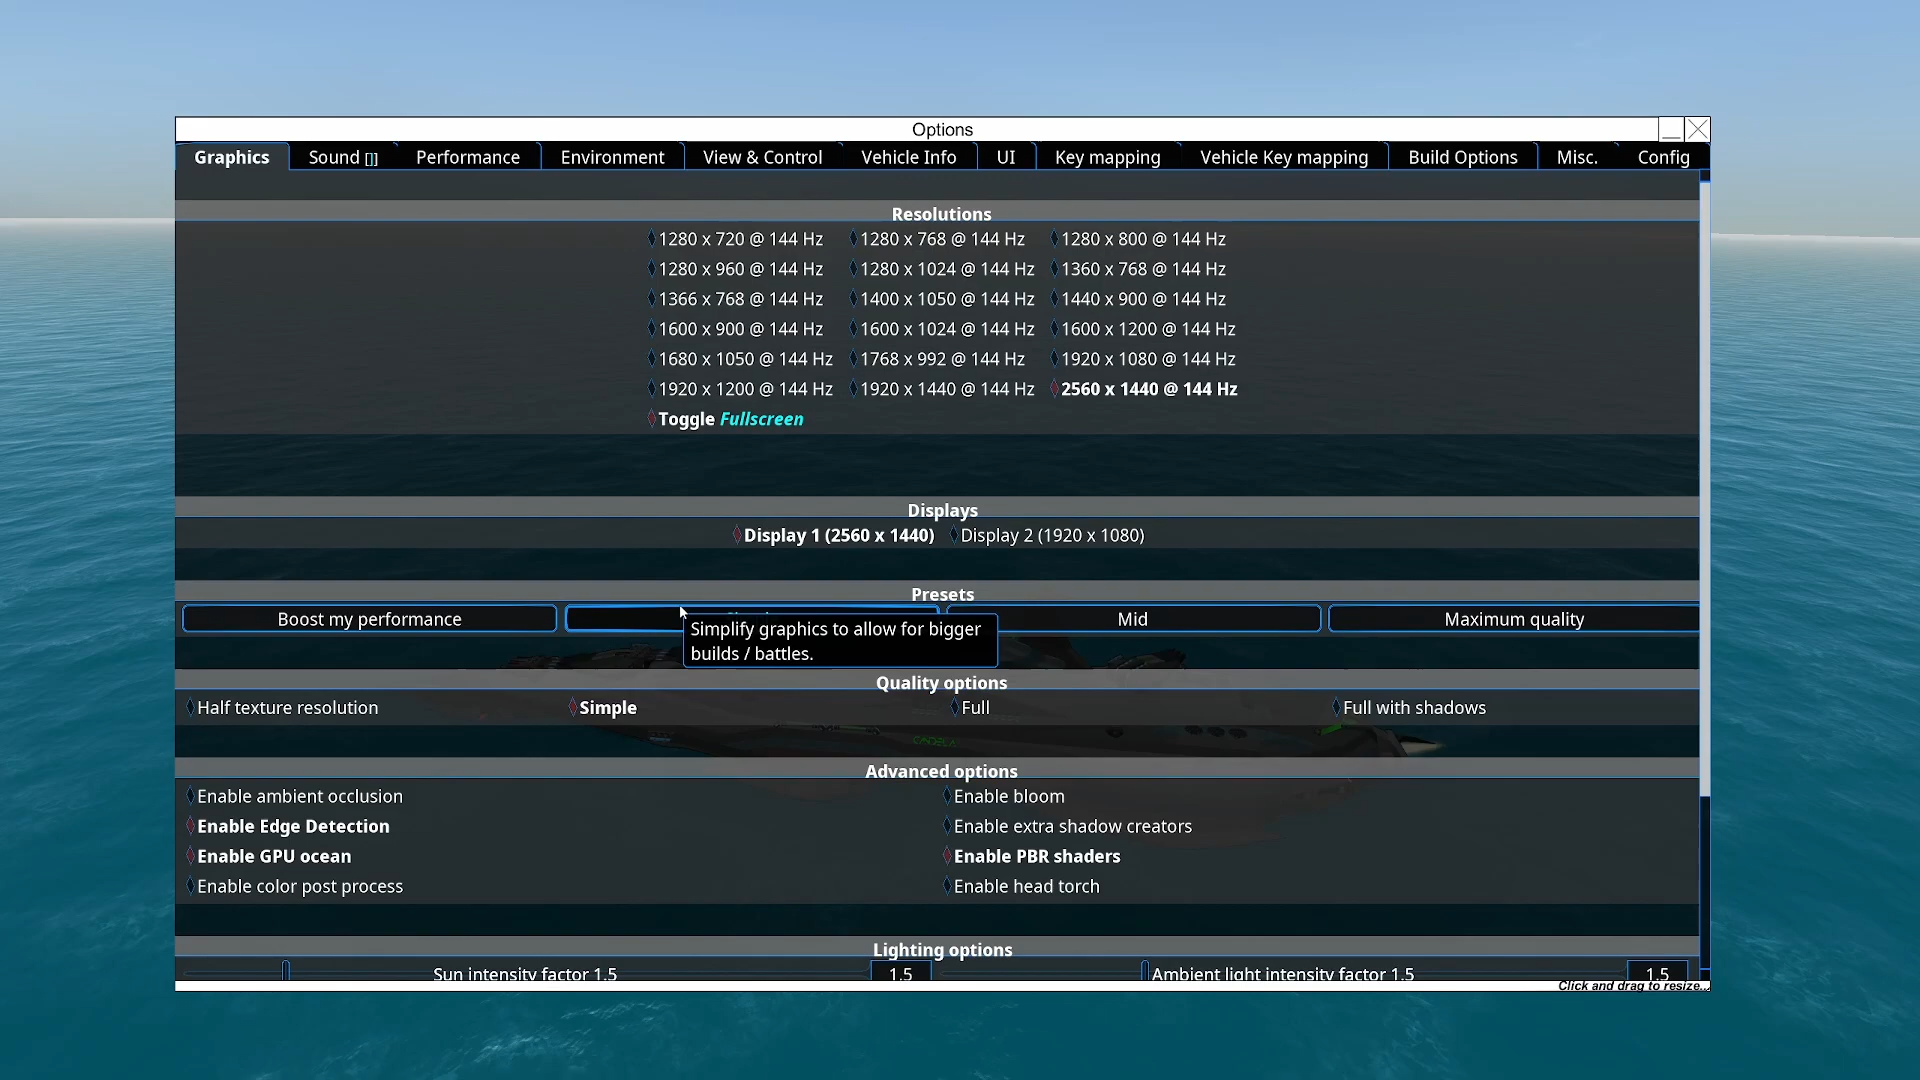 Options
Graphics Sound [] Performance Environment View & Control Vehicle Info UI Key mapping Vehicle Key mapping Build Options Misc. Config
Resolutions
1280 x 720 @ 144 Hz 1280 x 768 @ 144 Hz 1280 x 800 @ 144 Hz
1280 x 960 @ 144 Hz 1280 x 1024 @ 144 Hz 1360 x 768 @ 144 Hz
1366 x 768 @ 144 Hz 1400 x 1050 @ 144 Hz 1440 x 900 @ 144 Hz
1600 x 900 @ 144 Hz 1600 x 1024 @ 144 Hz 1600 x 1200 @ 144 Hz
1680 x 1050 @ 144 Hz 1768 x 992 @ 144 Hz 1920 x 1080 @ 144 Hz
1920 x 1200 @ 144 Hz 1920 x 1440 @ 144 Hz 2560 x 1440 @ 144 Hz
Toggle Fullscreen
Displays
Display 1 (2560 x 1440) Display 2 (1920 x 1080)
Presets
Boost my performance Mid Maximum quality
Simplify graphics to allow for bigger
builds / battles.
Quality options
Half texture resolution Simple Full Full with shadows
Advanced options
Enable ambient occlusion Enable bloom
Enable Edge Detection Enable extra shadow creators
Enable GPU ocean Enable PBR shaders
Enable color post process Enable head torch
Lighting options
Sun intensity factor 1.5 1.5 Ambient light intensity factor 1.5 1.5
Click and drag to resize...